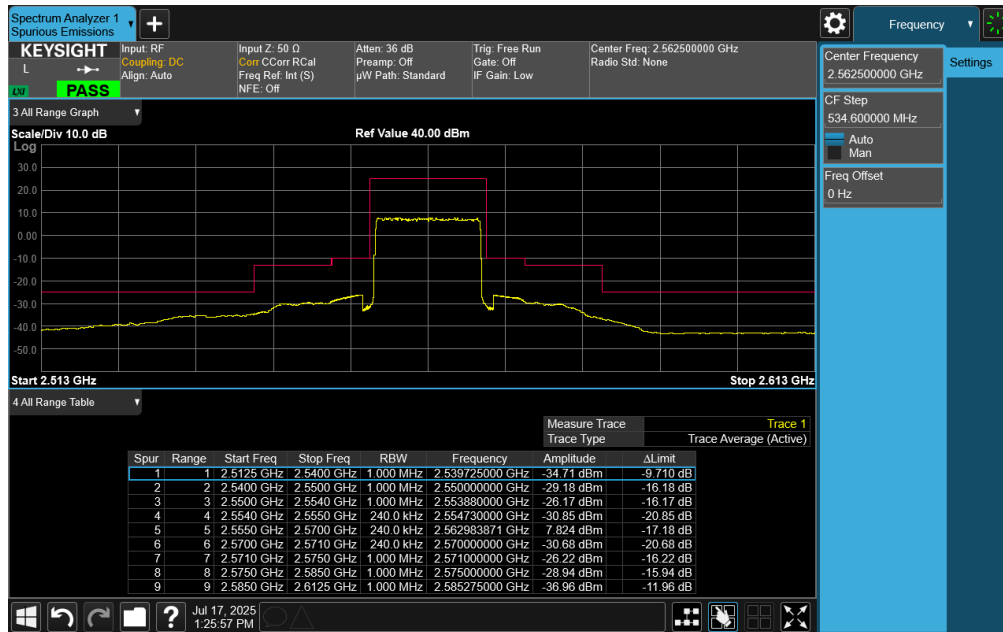 Spectrum Analyzer 1
Spurious Emissions
Frequency
KEYSIGHT
L
LXI
PASS
Input: RF
Coupling: DC
Align: Auto
Input Z: 50 Ω
Corr CCorr RCal
Freq Ref: Int (S)
NFE: Off
Atten: 36 dB
Preamp: Off
µW Path: Standard
Trig: Free Run
Gate: Off
IF Gain: Low
Center Freq: 2.562500000 GHz
Radio Std: None
Center Frequency
2.562500000 GHz
Settings
CF Step
534.600000 MHz
Auto
Man
Freq Offset
0 Hz
3 All Range Graph
Scale/Div 10.0 dB
Ref Value 40.00 dBm
Log
30.0
20.0
10.0
0.00
-10.0
-20.0
-30.0
-40.0
-50.0
Start 2.513 GHz
Stop 2.613 GHz
4 All Range Table
Measure Trace Trace 1
Trace Type Trace Average (Active)
Spur Range Start Freq Stop Freq RBW Frequency Amplitude ΔLimit
1 1 2.5125 GHz 2.5400 GHz 1.000 MHz 2.539725000 GHz -34.71 dBm -9.710 dB
2 2 2.5400 GHz 2.5500 GHz 1.000 MHz 2.550000000 GHz -29.18 dBm -16.18 dB
3 3 2.5500 GHz 2.5540 GHz 1.000 MHz 2.553880000 GHz -26.17 dBm -16.17 dB
4 4 2.5540 GHz 2.5550 GHz 240.0 kHz 2.554730000 GHz -30.85 dBm -20.85 dB
5 5 2.5550 GHz 2.5700 GHz 240.0 kHz 2.562983871 GHz 7.824 dBm -17.18 dB
6 6 2.5700 GHz 2.5710 GHz 240.0 kHz 2.570000000 GHz -30.68 dBm -20.68 dB
7 7 2.5710 GHz 2.5750 GHz 1.000 MHz 2.571000000 GHz -26.22 dBm -16.22 dB
8 8 2.5750 GHz 2.5850 GHz 1.000 MHz 2.575000000 GHz -28.94 dBm -15.94 dB
9 9 2.5850 GHz 2.6125 GHz 1.000 MHz 2.585275000 GHz -36.96 dBm -11.96 dB
Jul 17, 2025
1:25:57 PM